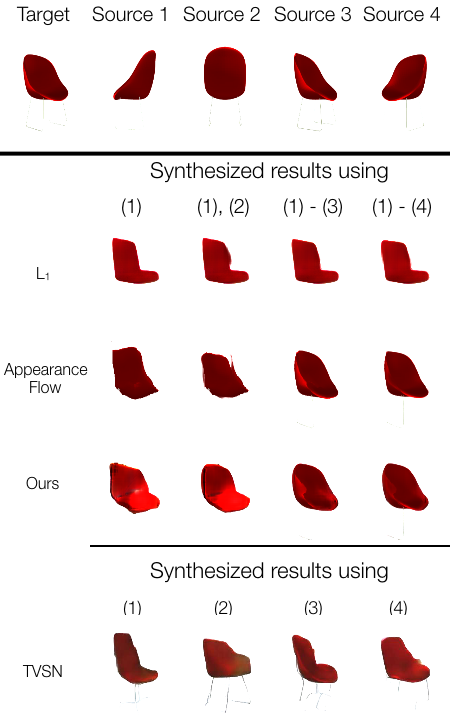 Target Source 1 Source 2 Source 3 Source 4
Synthesized results using
(1) (1), (2) (1) - (3) (1) - (4)
L₁
Appearance
Flow
Ours
Synthesized results using
(1) (2) (3) (4)
TVSN